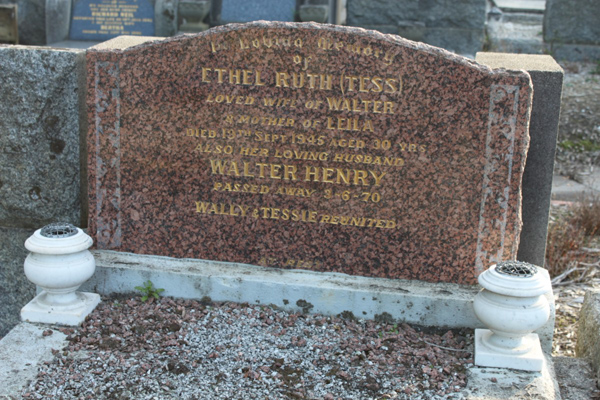 In Loving Memory
of
ETHEL RUTH (TESS)
LOVED WIFE OF WALTER
& MOTHER OF LEILA
DIED 19TH SEPT 1945 AGED 30 YRS
ALSO HER LOVING HUSBAND
WALTER HENRY
PASSED AWAY 3-6-70
WALLY & TESSIE REUNITED